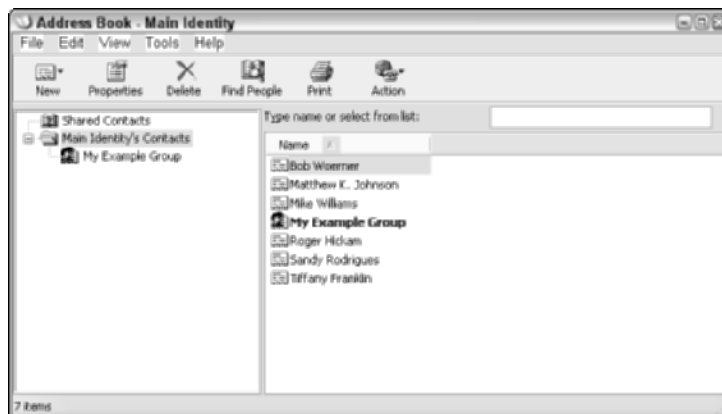 Address Book - Main Identity
File Edit View Tools Help
New Properties Delete Find People Print Action
Shared Contacts
Main Identity's Contacts
My Example Group
Type name or select from list:
Name
Bob Woerner
Matthew K. Johnson
Mike Williams
My Example Group
Roger Hickam
Sandy Rodrigues
Tiffany Franklin
7 items